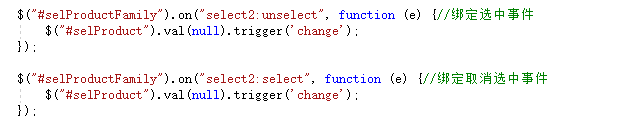 $("#selProductFamily").on("select2:unselect", function (e) {//绑定选中事件
    $("#selProduct").val(null).trigger('change');
});
$("#selProductFamily").on("select2:select", function (e) {//绑定取消选中事件
    $("#selProduct").val(null).trigger('change');
});